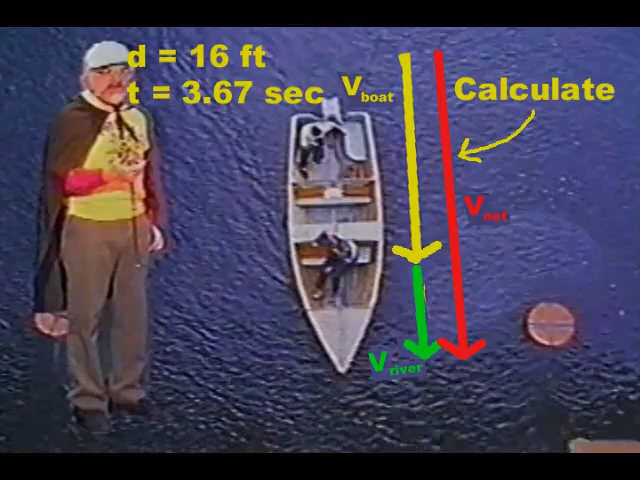 d = 16 ft
t = 3.67 sec
Vboat
Calculate
Vnet
Vriver